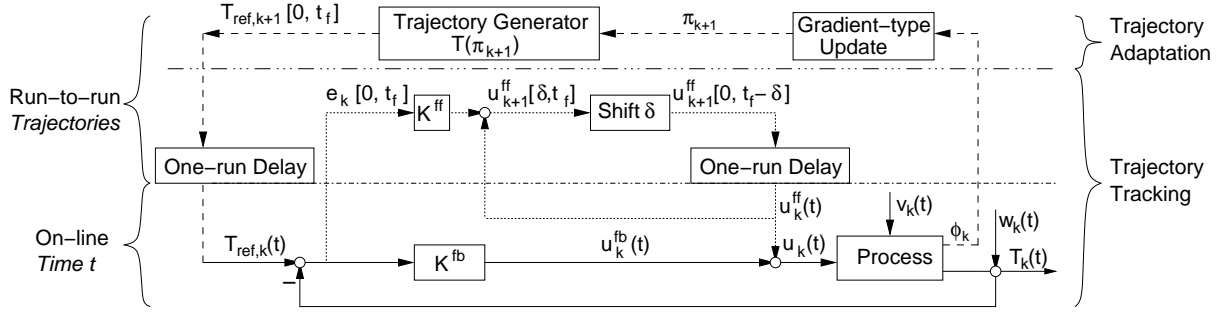 T_ref,k+1 [0, t_f]
Trajectory Generator
T(π_k+1)
π_k+1
Gradient−type
Update
Trajectory
Adaptation
Run−to−run
Trajectories
e_k [0, t_f]
K^ff
u^ff_k+1[δ,t_f]
Shift δ
u^ff_k+1[0, t_f− δ]
One−run Delay
One−run Delay
Trajectory
Tracking
On−line
Time t
T_ref,k(t)
−
K^fb
u^fb_k(t)
u^ff_k(t)
u_k(t)
v_k(t)
Process
ϕ_k
w_k(t)
T_k(t)